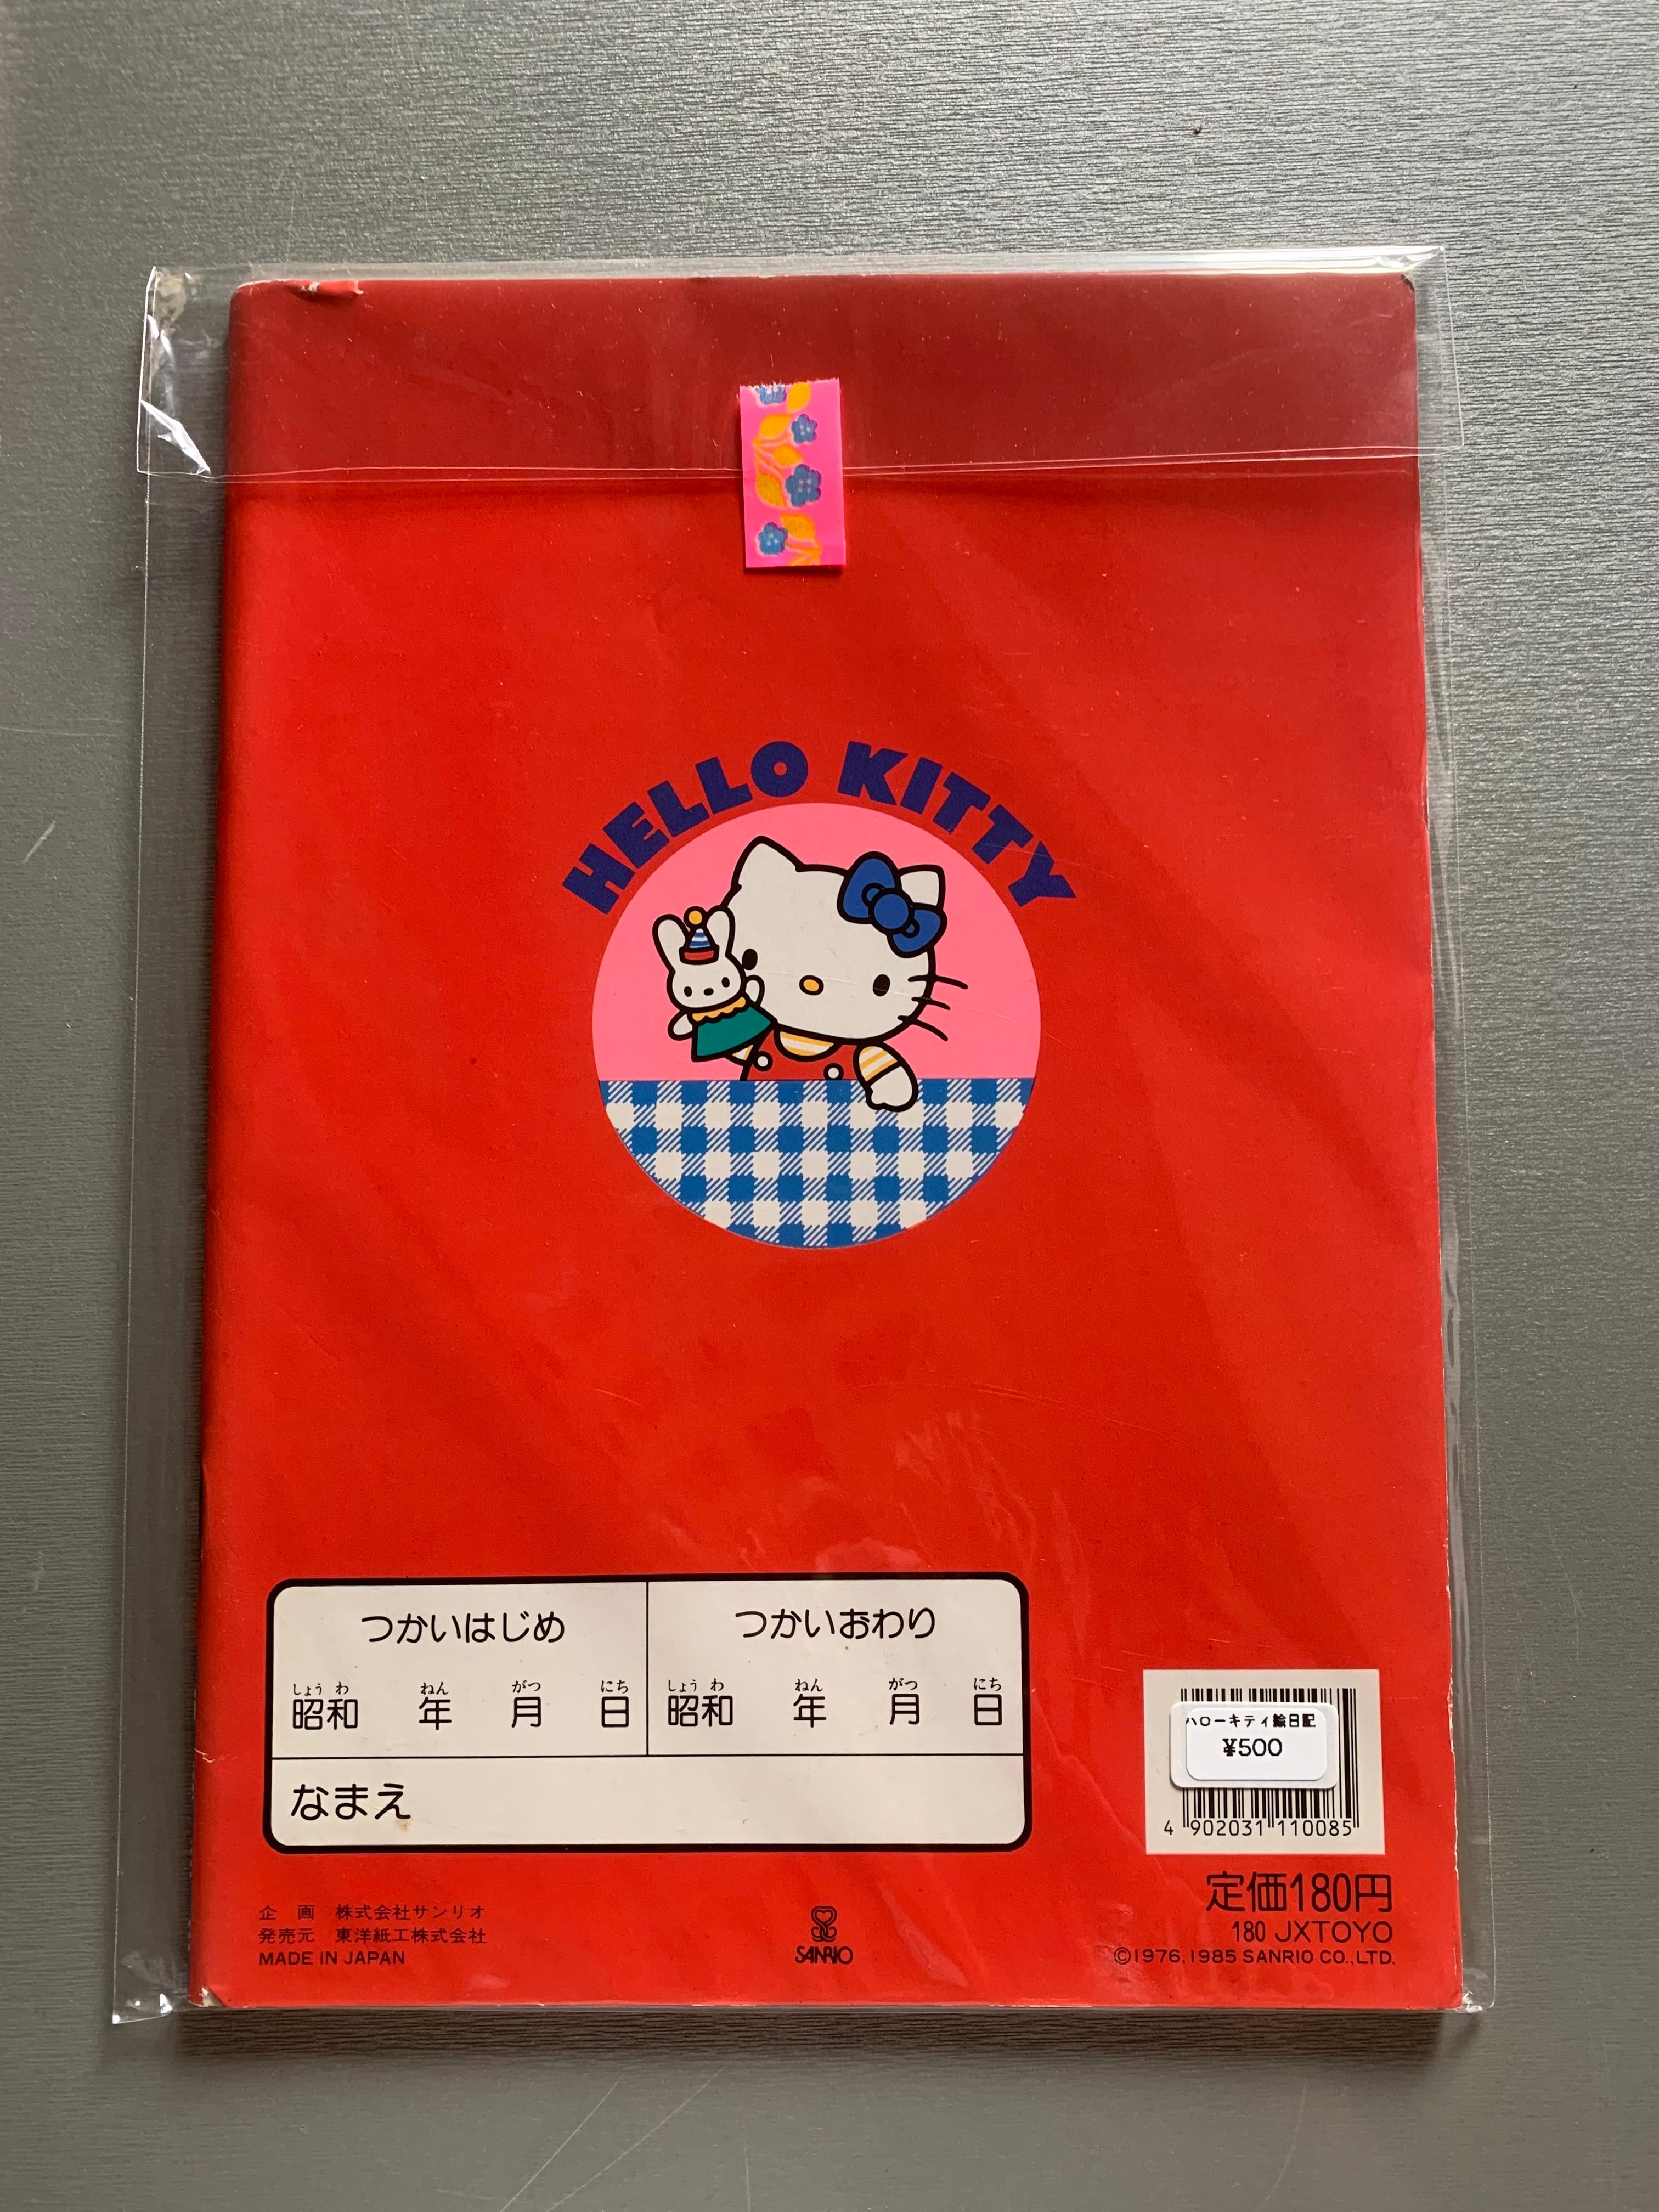 HELLO KITTY
つかいはじめ
つかいおわり
しょう わ ねん がつ にち
昭和 年 月 日
しょう わ ねん がつ にち
昭和 年 月 日
なまえ
ハローキティ絵日記
¥500
4 902031 110085
定価180円
180 JXTOYO
©1976,1985 SANRIO CO.,LTD.
企 画 株式会社サンリオ
発売元 東洋紙工株式会社
MADE IN JAPAN
SANRIO